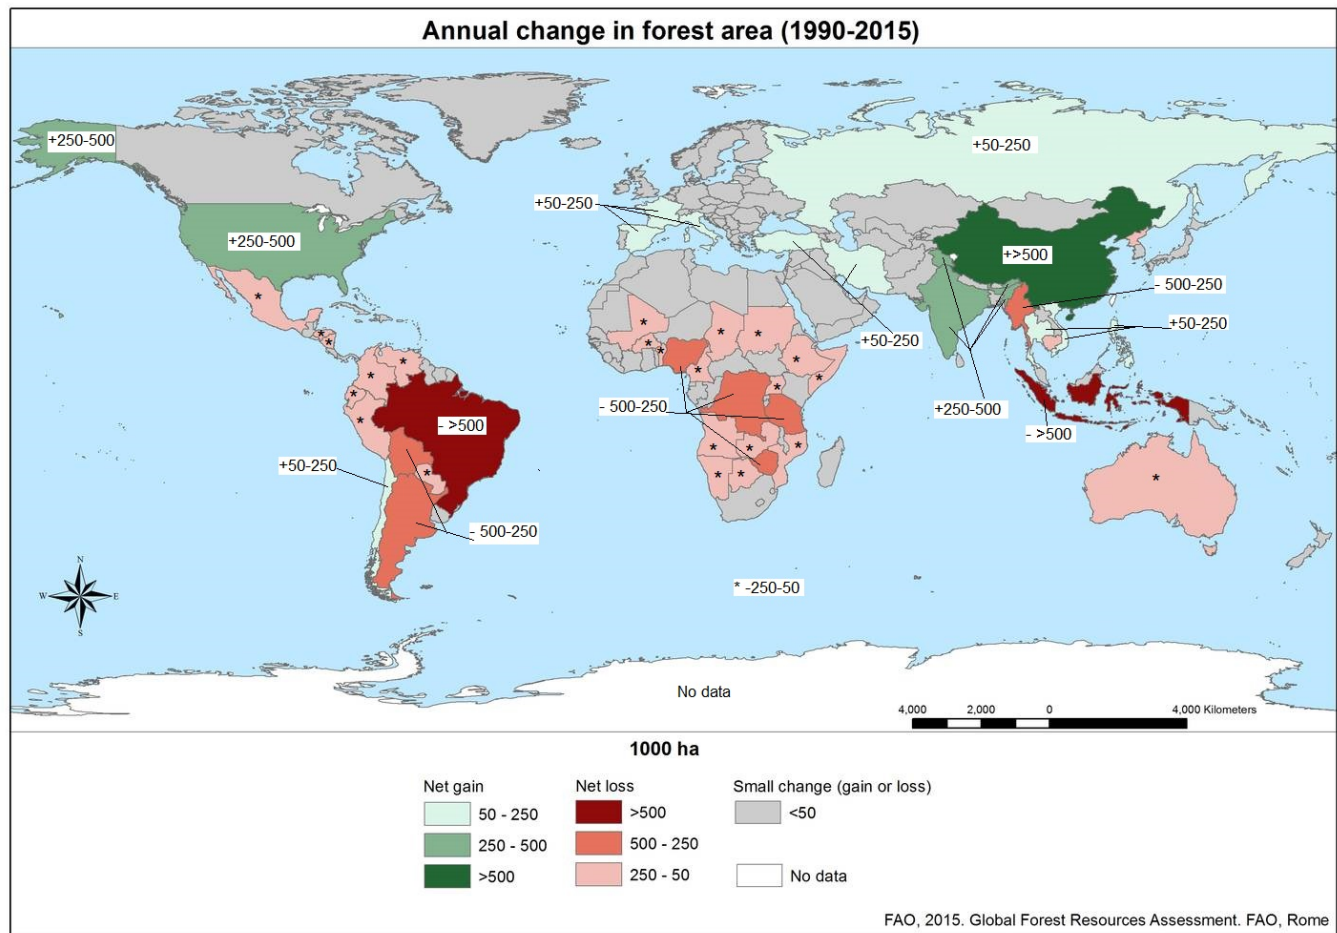 Annual change in forest area (1990-2015)
+250-500
+50-250
+50-250
+250-500
+>500
- 500-250
*
+50-250
+50-250
* * * * * * * * * * * * * * * * * * * * * * *
- 500-250
+250-500
- >500
- >500
+50-250
*
- 500-250
* -250-50
N
W E
S
No data
4,000 2,000 0 4,000 Kilometers
1000 ha
Net gain Net loss Small change (gain or loss)
50 - 250 >500 <50
250 - 500 500 - 250
>500 250 - 50 No data
FAO, 2015. Global Forest Resources Assessment. FAO, Rome